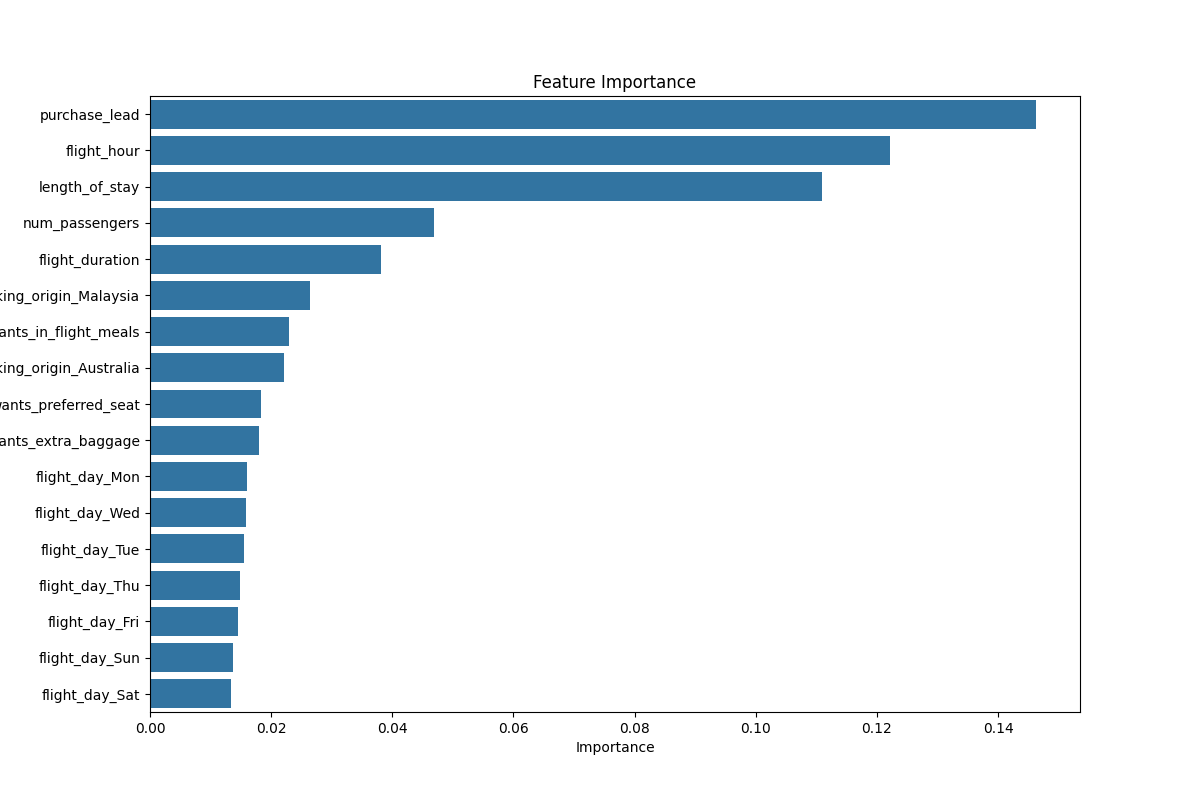 Feature Importance
purchase_lead
flight_hour
length_of_stay
num_passengers
flight_duration
king_origin_Malaysia
ants_in_flight_meals
king_origin_Australia
wants_preferred_seat
ants_extra_baggage
flight_day_Mon
flight_day_Wed
flight_day_Tue
flight_day_Thu
flight_day_Fri
flight_day_Sun
flight_day_Sat
0.00 0.02 0.04 0.06 0.08 0.10 0.12 0.14
Importance